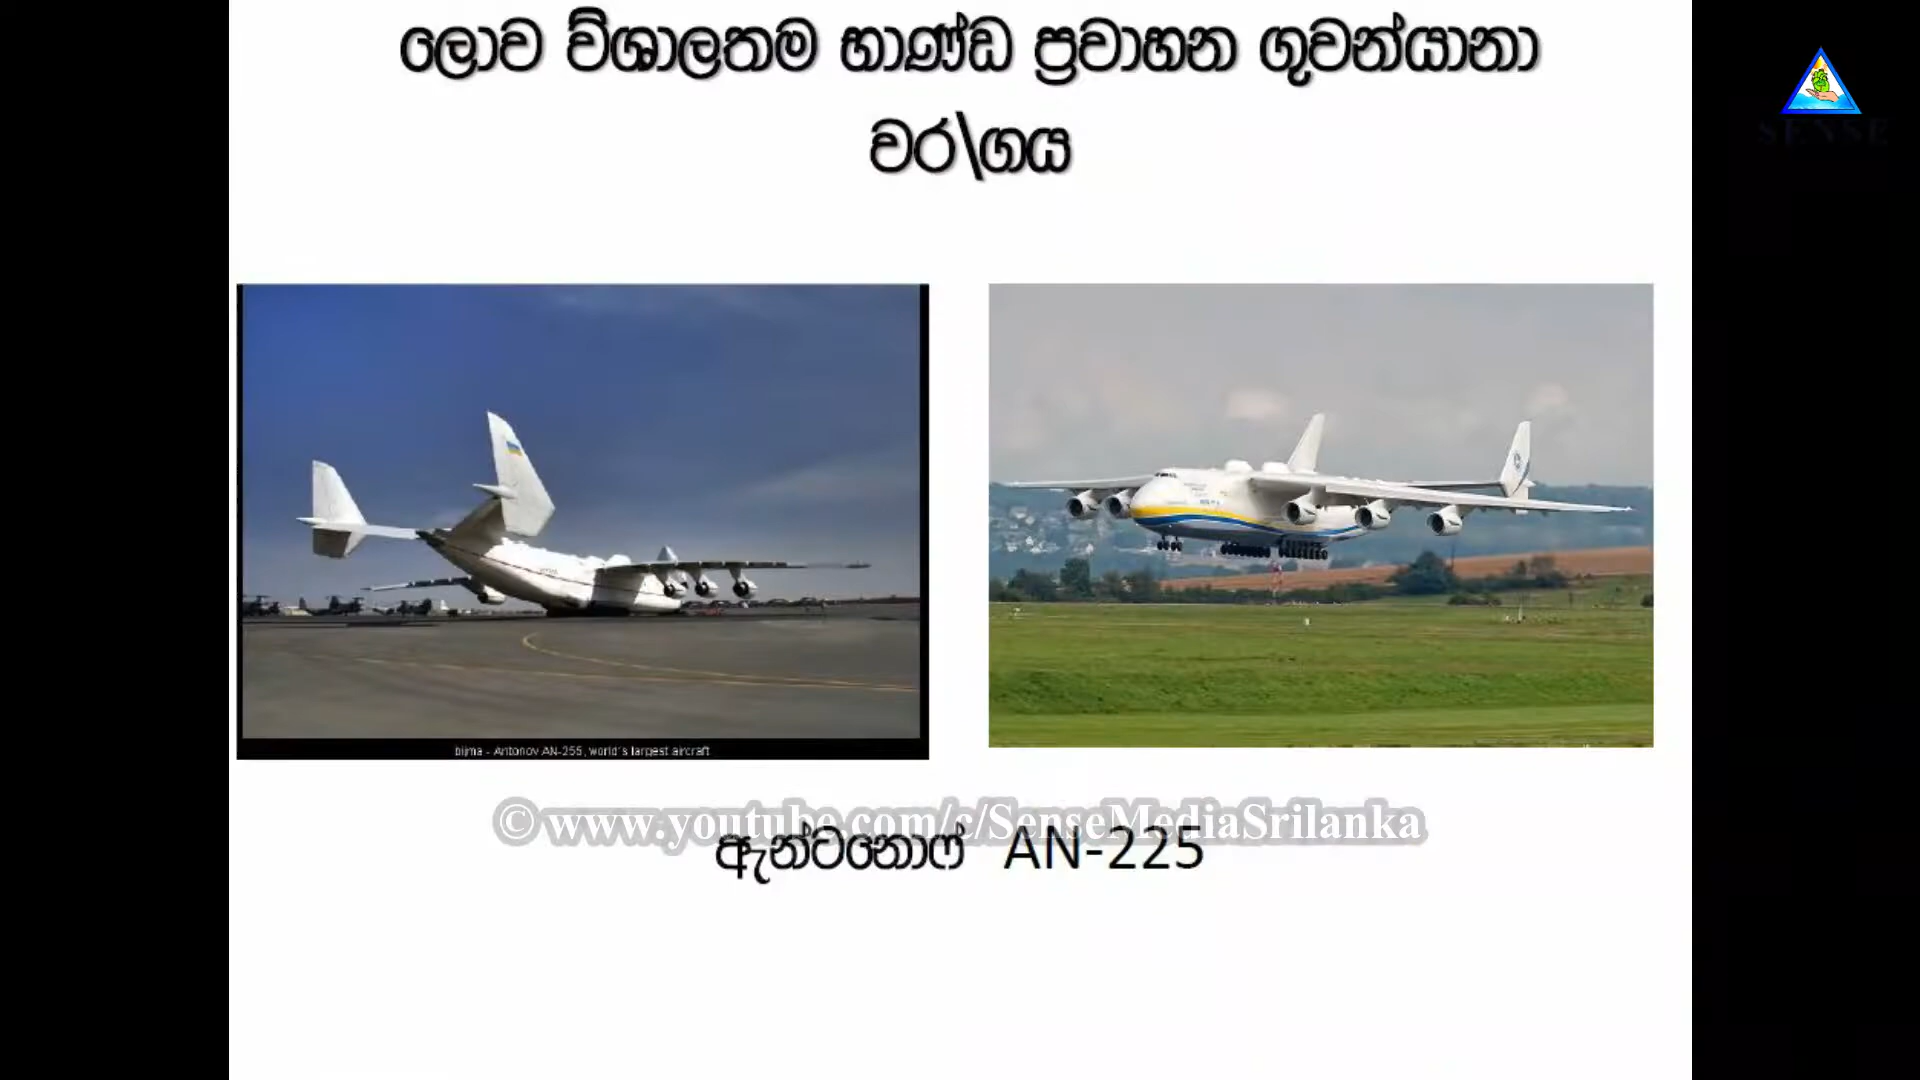 ලොව විශාලතම භාණ්ඩ ප්‍රවාහන ගුවන්යානා
වර\ගය
SENSE
bijma - Antonov AN-255, world's largest aircraft
© www.youtube.com/c/SenseMediaSrilanka
ඇන්ටනොෆ් AN-225